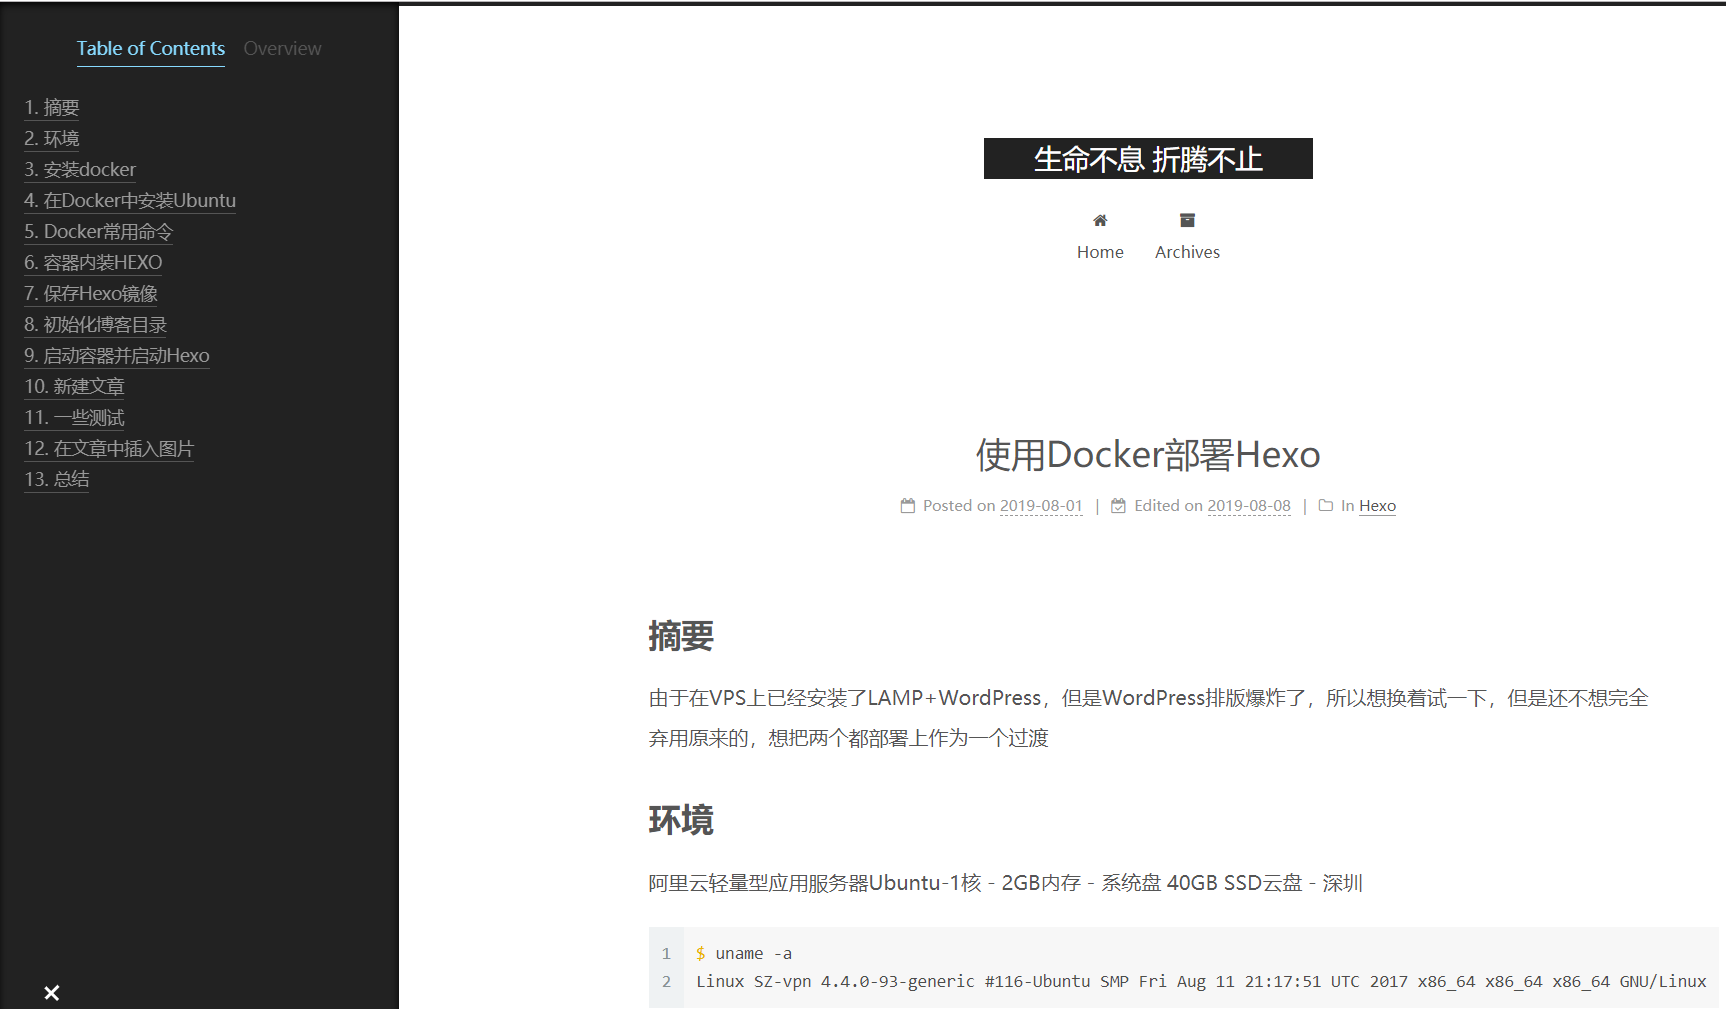 Table of Contents Overview
1. 摘要
2. 环境
3. 安装docker
4. 在Docker中安装Ubuntu
5. Docker常用命令
6. 容器内装HEXO
7. 保存Hexo镜像
8. 初始化博客目录
9. 启动容器并启动Hexo
10. 新建文章
11. 一些测试
12. 在文章中插入图片
13. 总结
生命不息 折腾不止
Home Archives
使用Docker部署Hexo
Posted on 2019-08-01 | Edited on 2019-08-08 | In Hexo
摘要
由于在VPS上已经安装了LAMP+WordPress，但是WordPress排版爆炸了，所以想换着试一下，但是还不想完全
弃用原来的，想把两个都部署上作为一个过渡
环境
阿里云轻量型应用服务器Ubuntu-1核 - 2GB内存 - 系统盘 40GB SSD云盘 - 深圳
1 $ uname -a
2 Linux SZ-vpn 4.4.0-93-generic #116-Ubuntu SMP Fri Aug 11 21:17:51 UTC 2017 x86_64 x86_64 x86_64 GNU/Linux